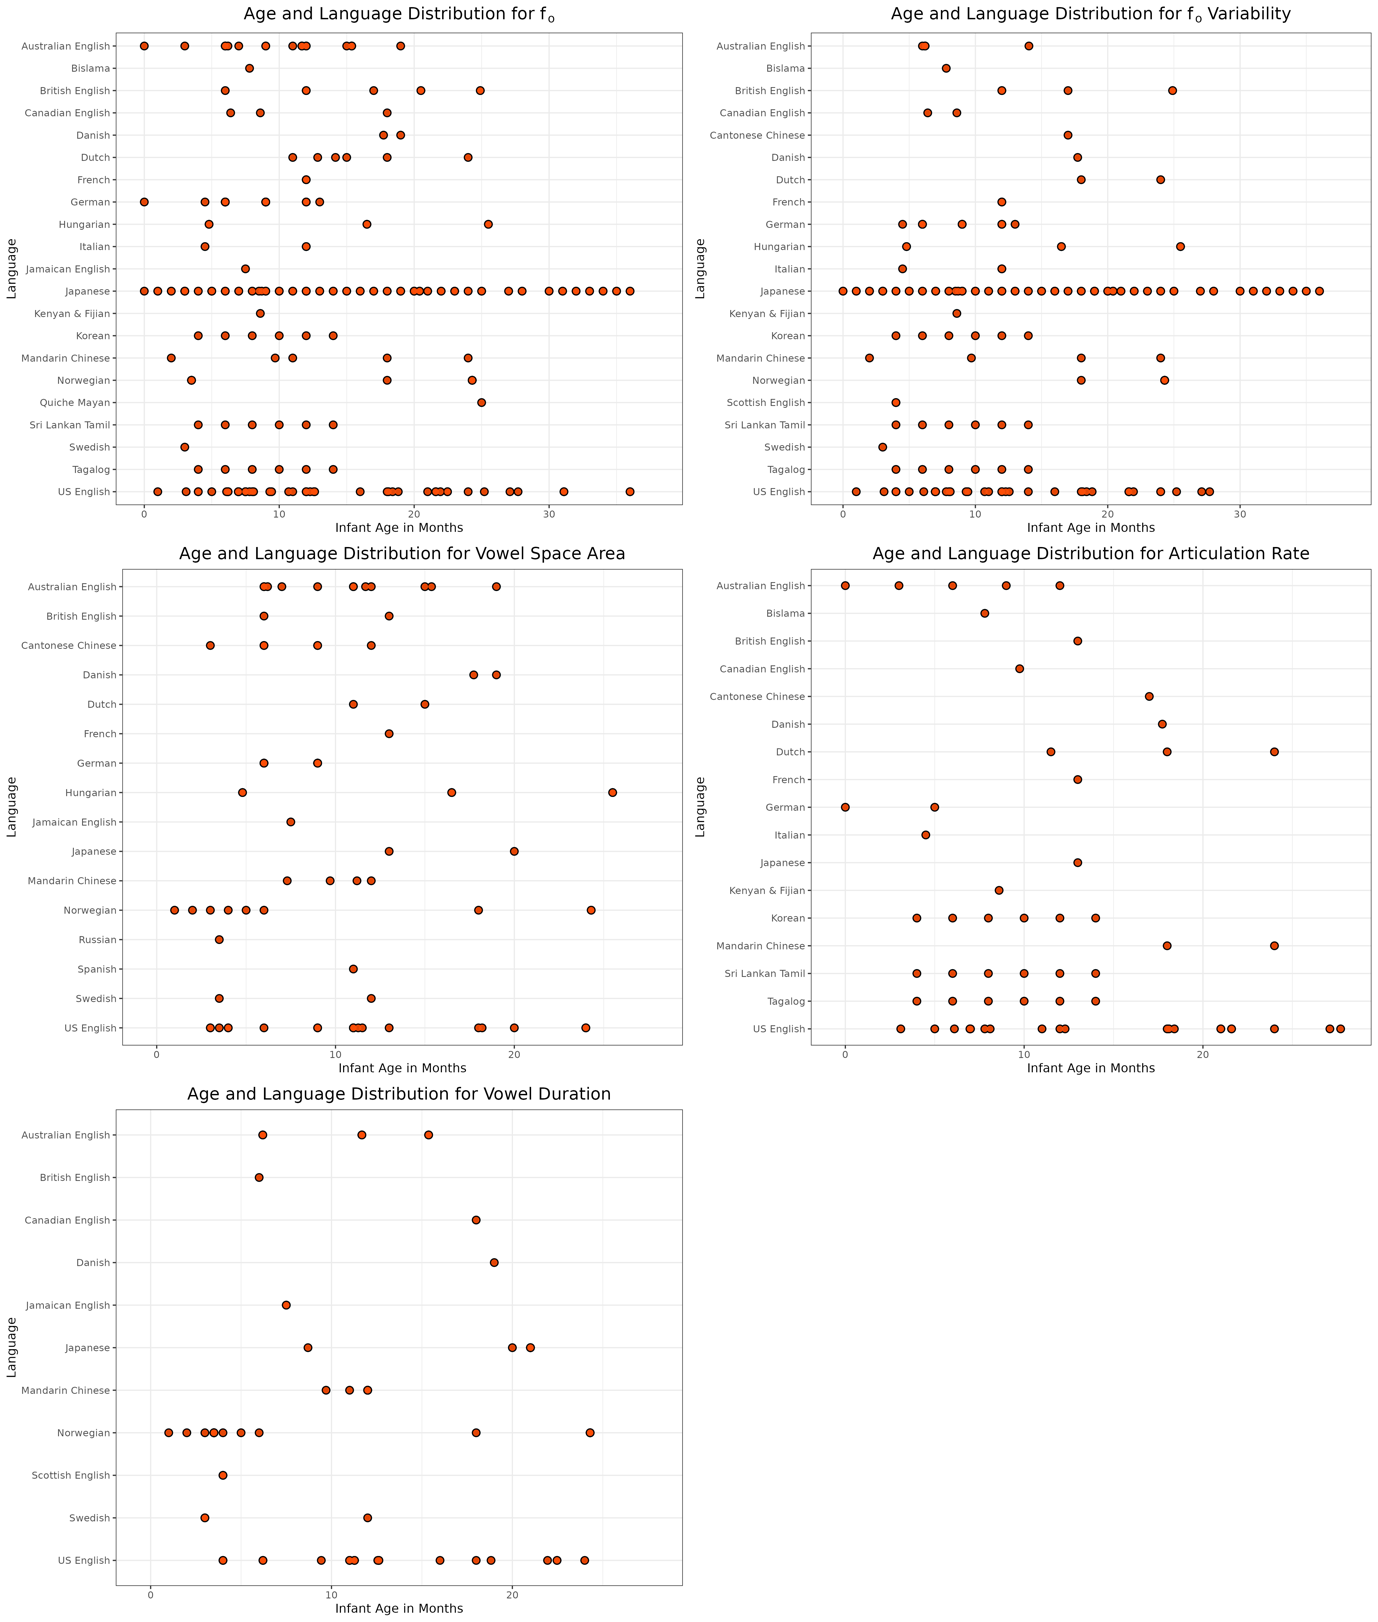 Age and Language Distribution for fo
Language
Australian English
Bislama
British English
Canadian English
Danish
Dutch
French
German
Hungarian
Italian
Jamaican English
Japanese
Kenyan & Fijian
Korean
Mandarin Chinese
Norwegian
Quiche Mayan
Sri Lankan Tamil
Swedish
Tagalog
US English
0 10 20 30
Infant Age in Months
Age and Language Distribution for fo Variability
Language
Australian English
Bislama
British English
Canadian English
Cantonese Chinese
Danish
Dutch
French
German
Hungarian
Italian
Japanese
Kenyan & Fijian
Korean
Mandarin Chinese
Norwegian
Scottish English
Sri Lankan Tamil
Swedish
Tagalog
US English
0 10 20 30
Infant Age in Months
Age and Language Distribution for Vowel Space Area
Language
Australian English
British English
Cantonese Chinese
Danish
Dutch
French
German
Hungarian
Jamaican English
Japanese
Mandarin Chinese
Norwegian
Russian
Spanish
Swedish
US English
0 10 20
Infant Age in Months
Age and Language Distribution for Articulation Rate
Language
Australian English
Bislama
British English
Canadian English
Cantonese Chinese
Danish
Dutch
French
German
Italian
Japanese
Kenyan & Fijian
Korean
Mandarin Chinese
Sri Lankan Tamil
Tagalog
US English
0 10 20
Infant Age in Months
Age and Language Distribution for Vowel Duration
Language
Australian English
British English
Canadian English
Danish
Jamaican English
Japanese
Mandarin Chinese
Norwegian
Scottish English
Swedish
US English
0 10 20
Infant Age in Months